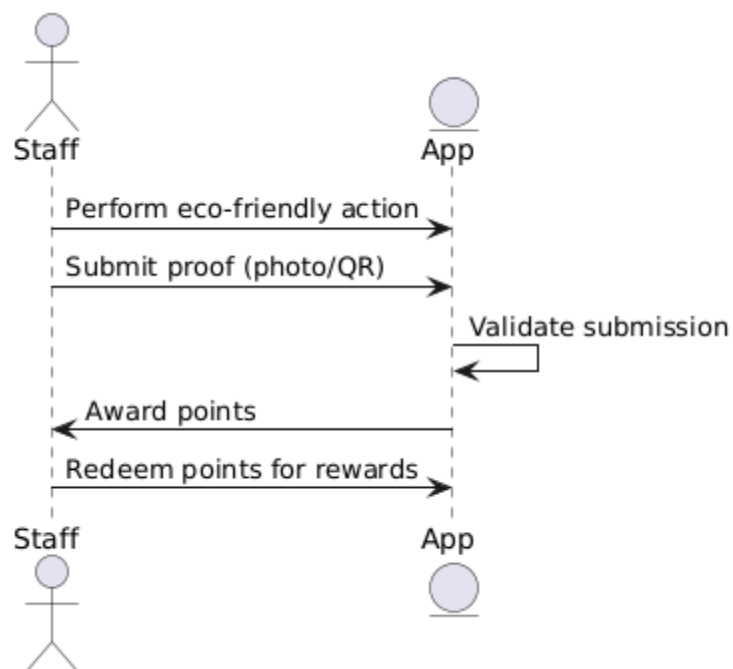 Staff
App
Perform eco-friendly action
Submit proof (photo/QR)
Validate submission
Award points
Redeem points for rewards
Staff
App